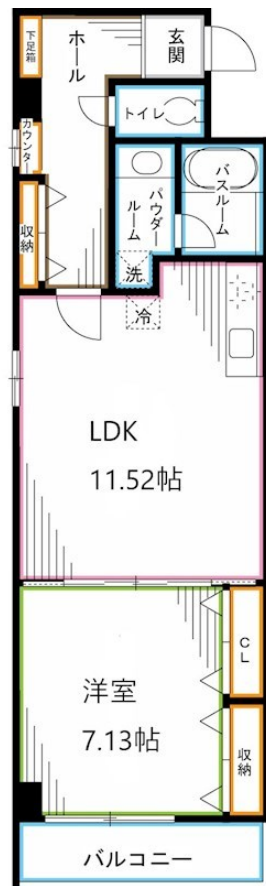 下足箱
ホール
玄関
トイレ
カウンター
パウダー
ルーム
バスルーム
収納
洗
冷
LDK
11.52帖
洋室
7.13帖
CL
収納
バルコニー